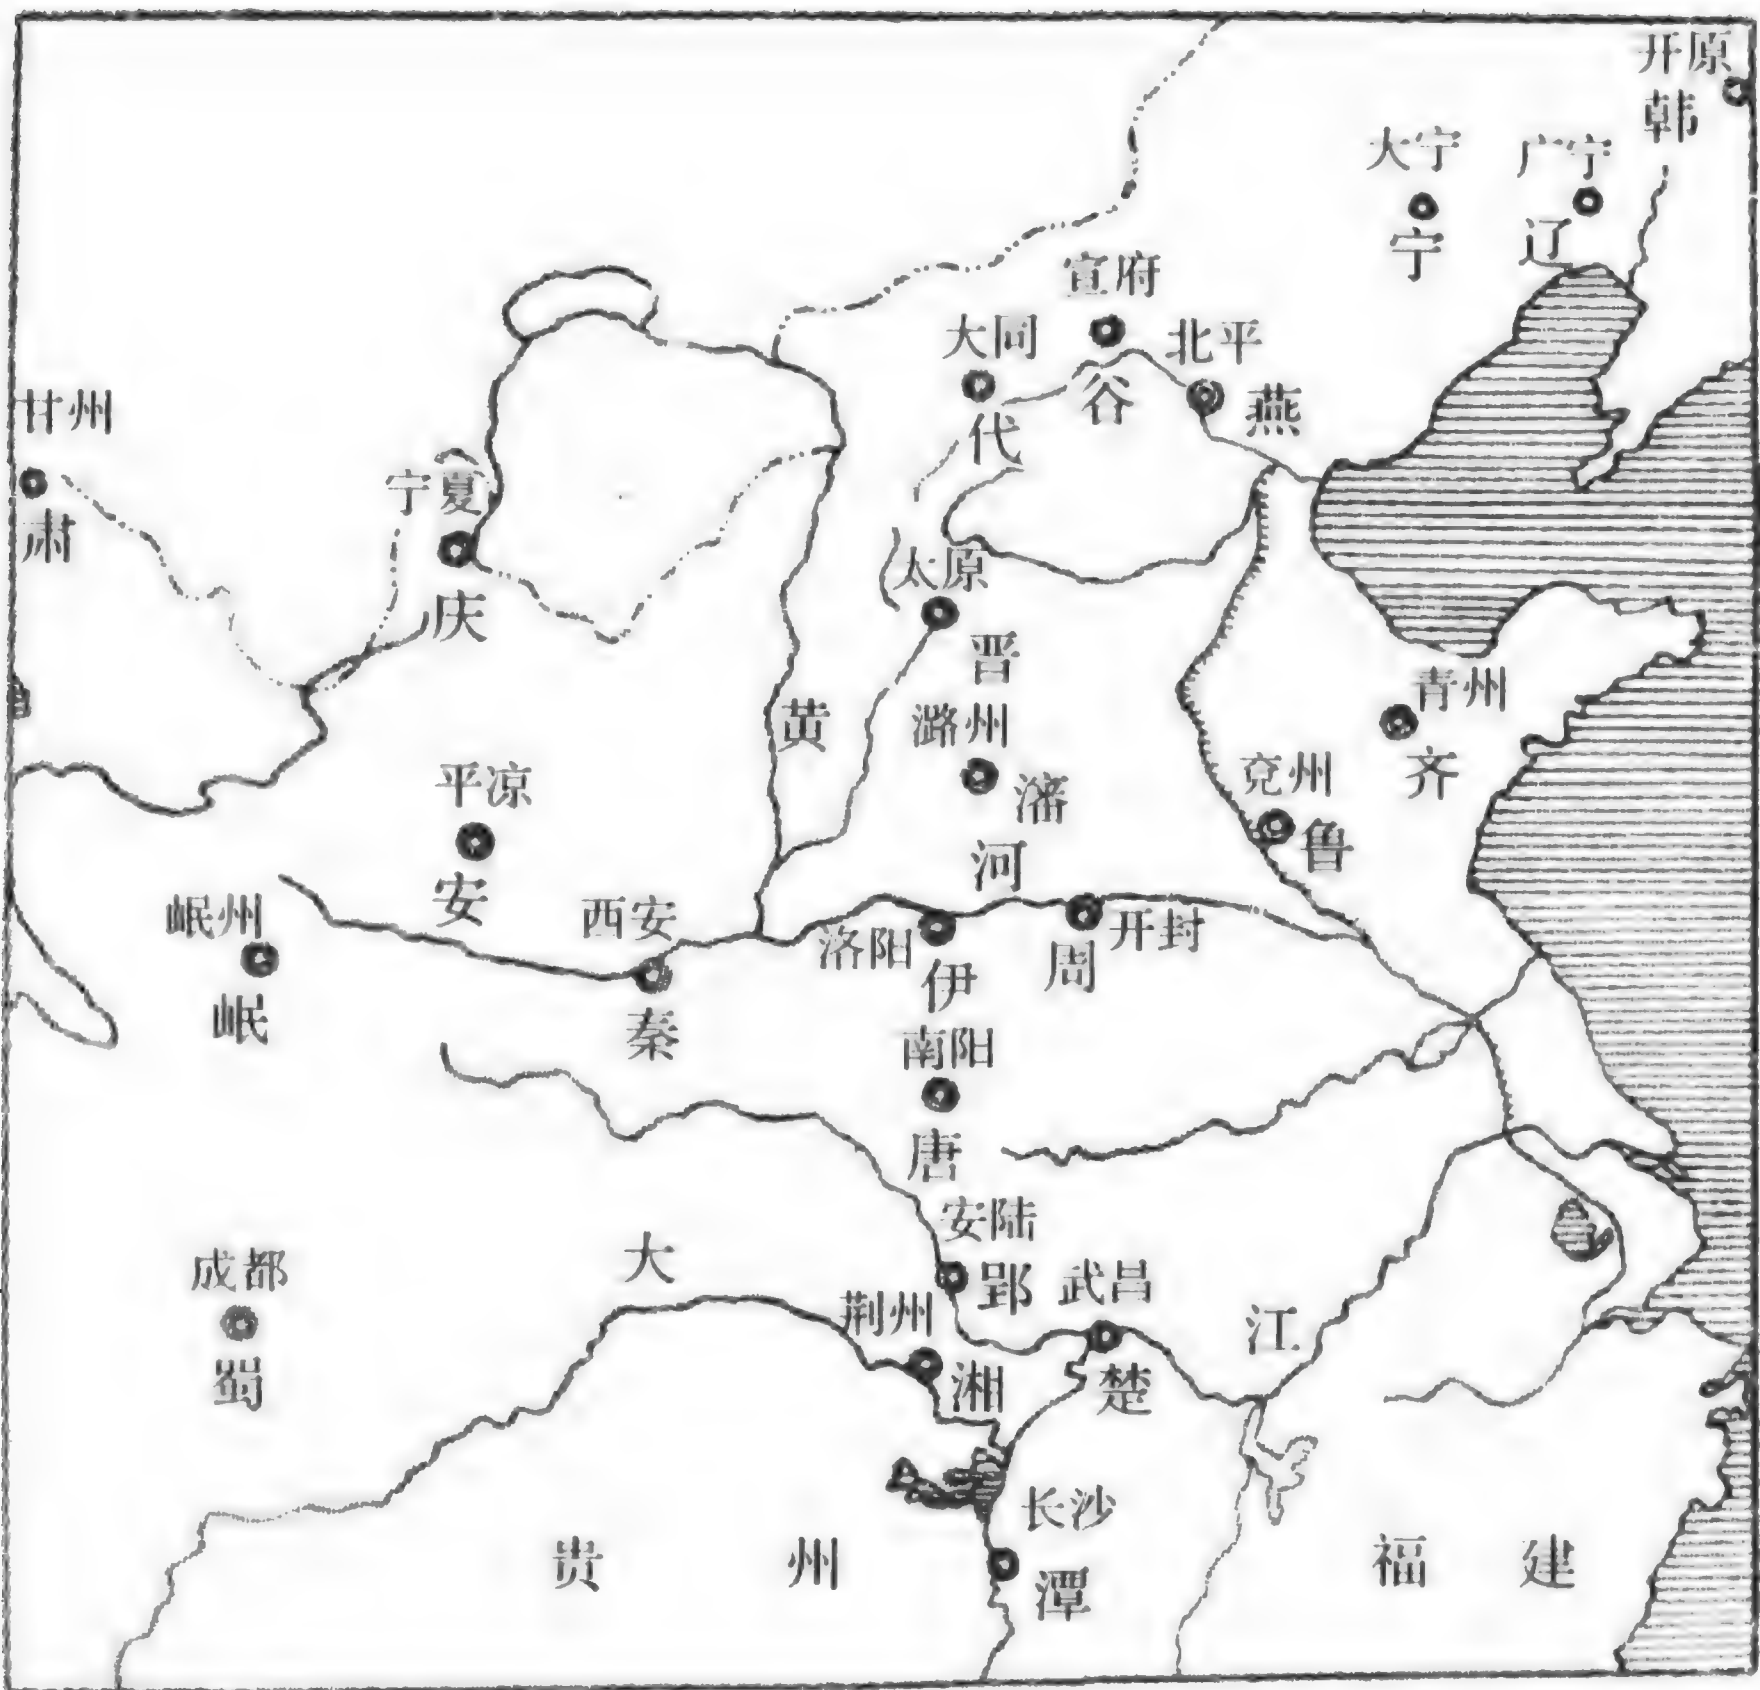 开原
韩
大宁
宁
广宁
辽
宣府
谷
大同
代
北平
燕
甘州
肃
宁夏
庆
太原
晋
潞州
潘
青州
齐
兖州
鲁
黄
河
平凉
安
岷州
岷
西安
秦
洛阳
伊
开封
周
南阳
唐
安陆
郢
武昌
楚
荆州
湘
成都
蜀
大
江
长沙
潭
贵州
福建